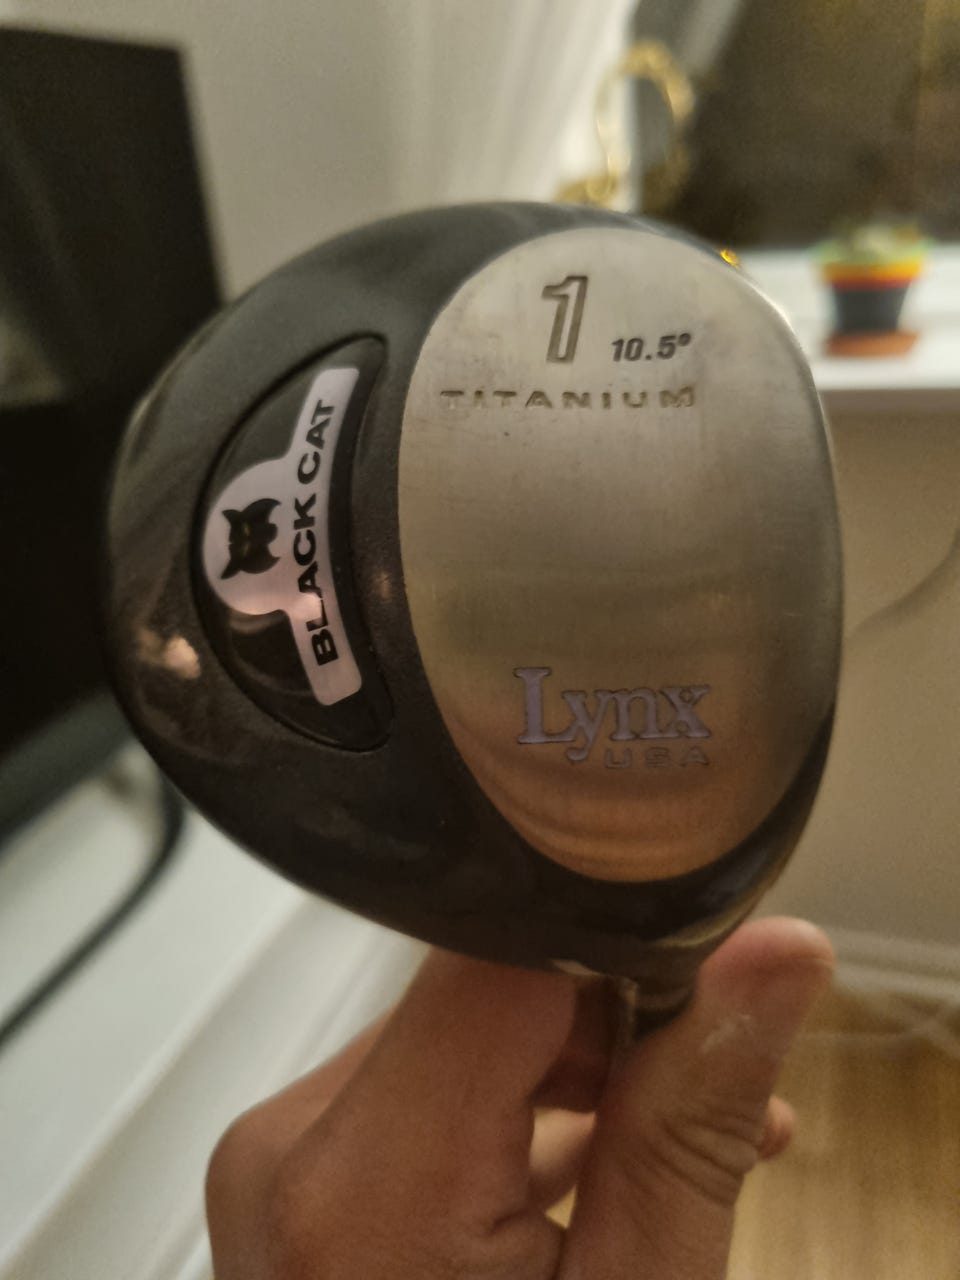 1 10.5°
TITANIUM
BLACK CAT
Lynx
USA